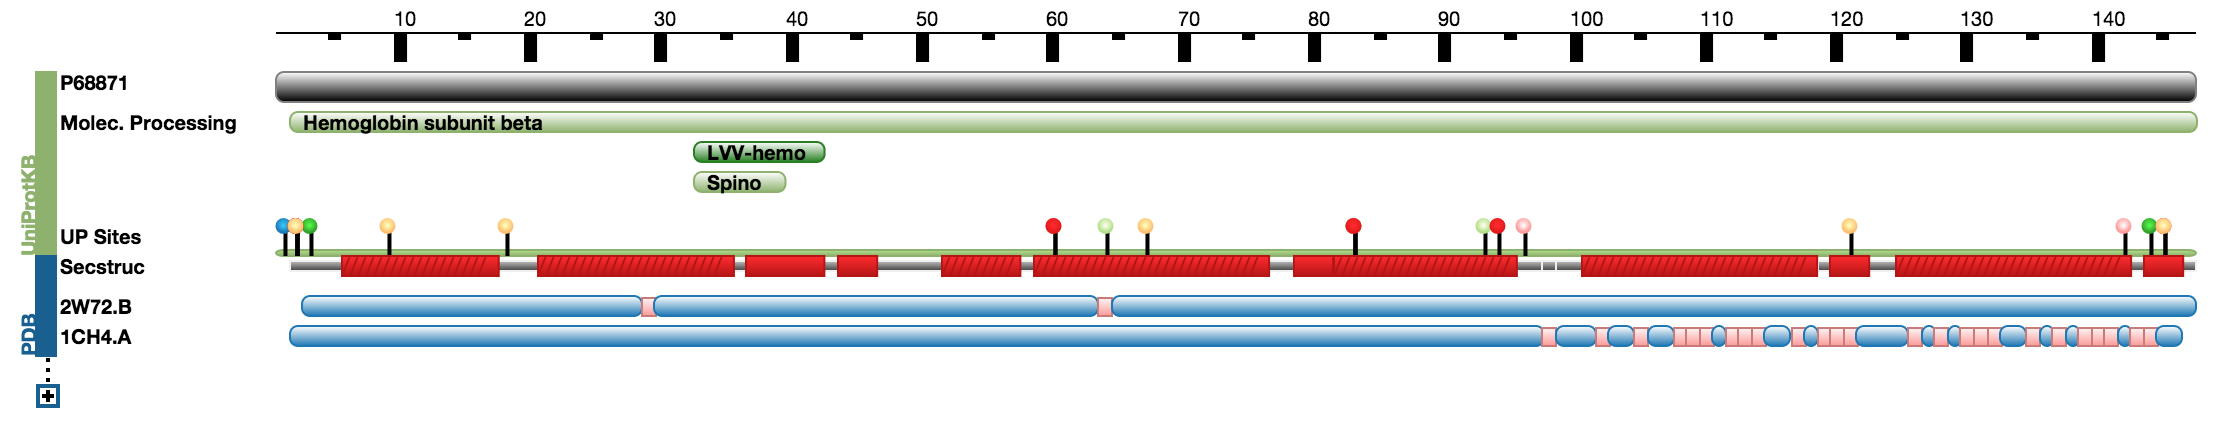 10 20 30 40 50 60 70 80 90 100 110 120 130 140
UniProtKB
P68871
Molec. Processing
Hemoglobin subunit beta
LVV-hemo
Spino
UP Sites
PDB
Secstruc
2W72.B
1CH4.A
+